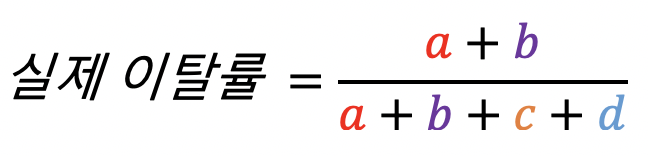 실제 이탈률 = a + b
a + b + c + d